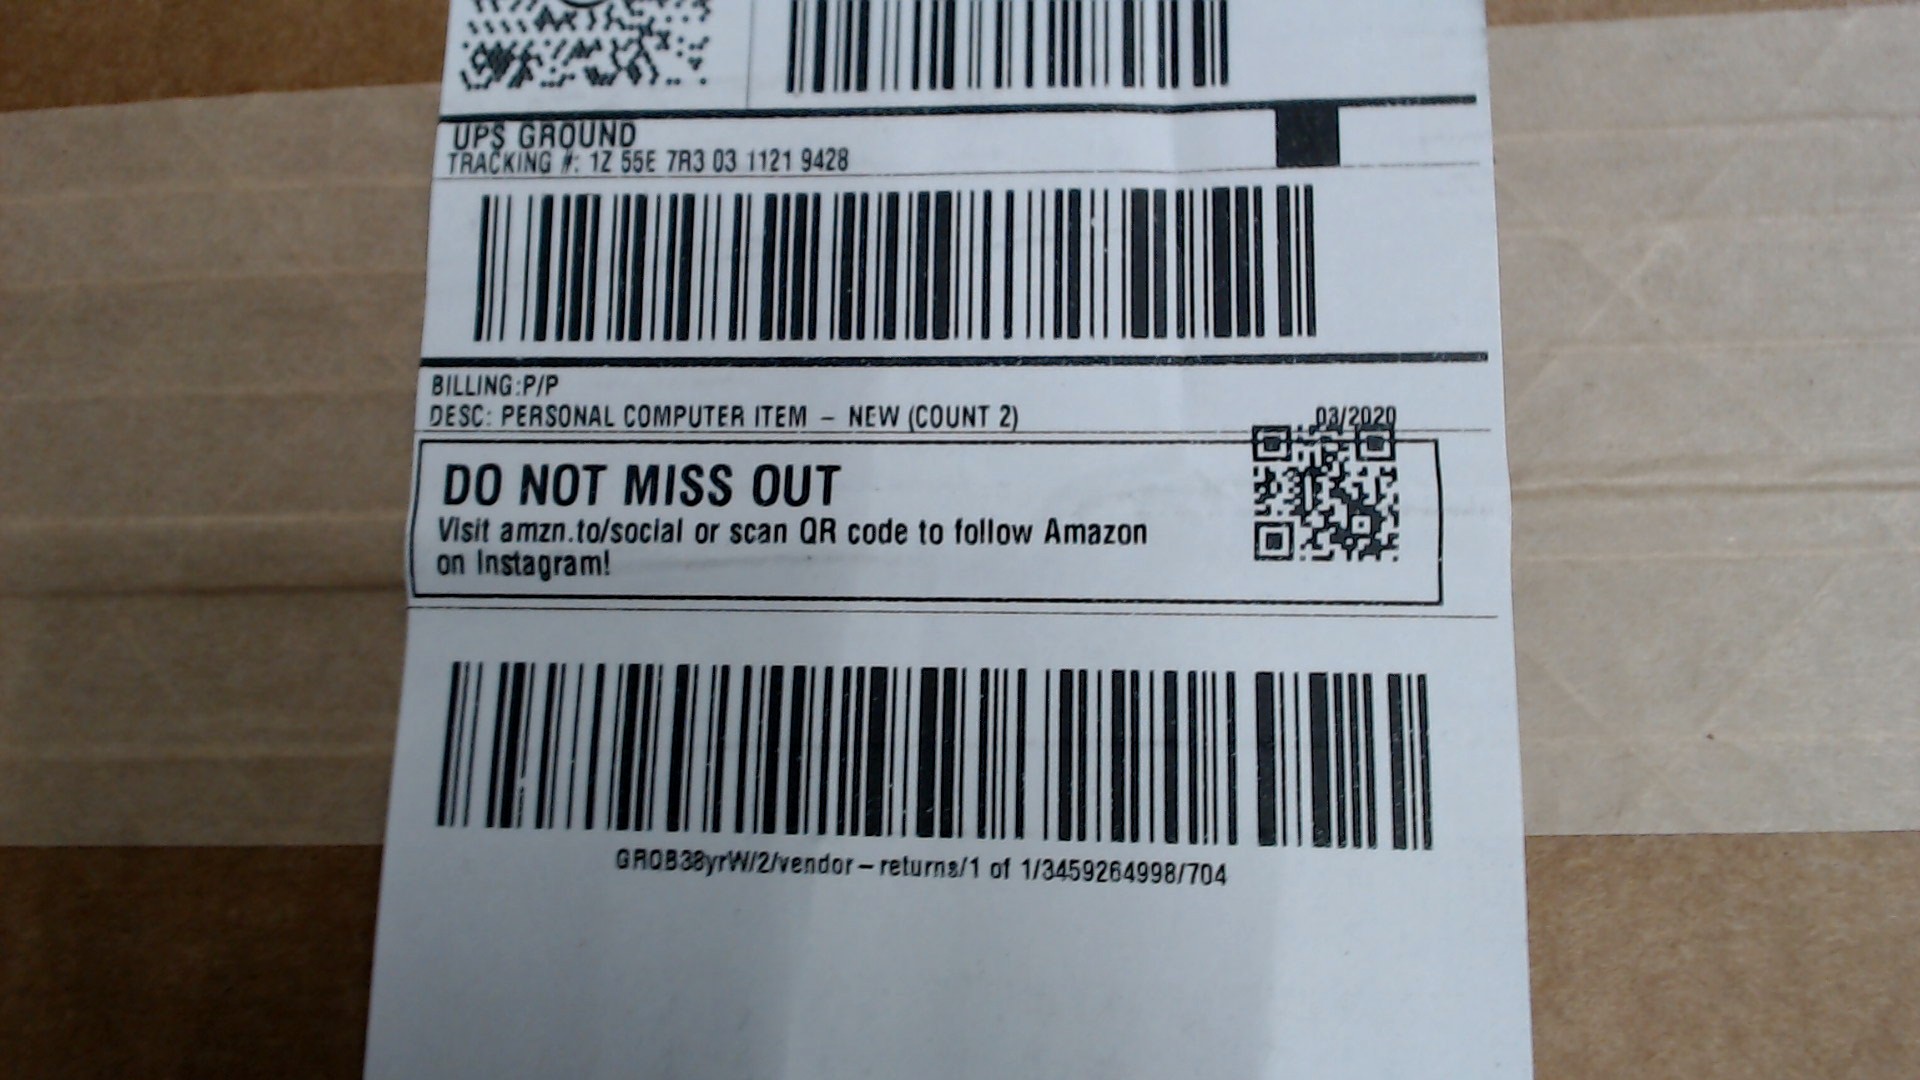 UPS GROUND
TRACKING #: 1Z 55E 7R3 03 1121 9428
BILLING:P/P
DESC: PERSONAL COMPUTER ITEM – NEW (COUNT 2)
03/2020
DO NOT MISS OUT
Visit amzn.to/social or scan QR code to follow Amazon
on Instagram!
GROB38yrW/2/vendor – returns/1 of 1/3459264998/704